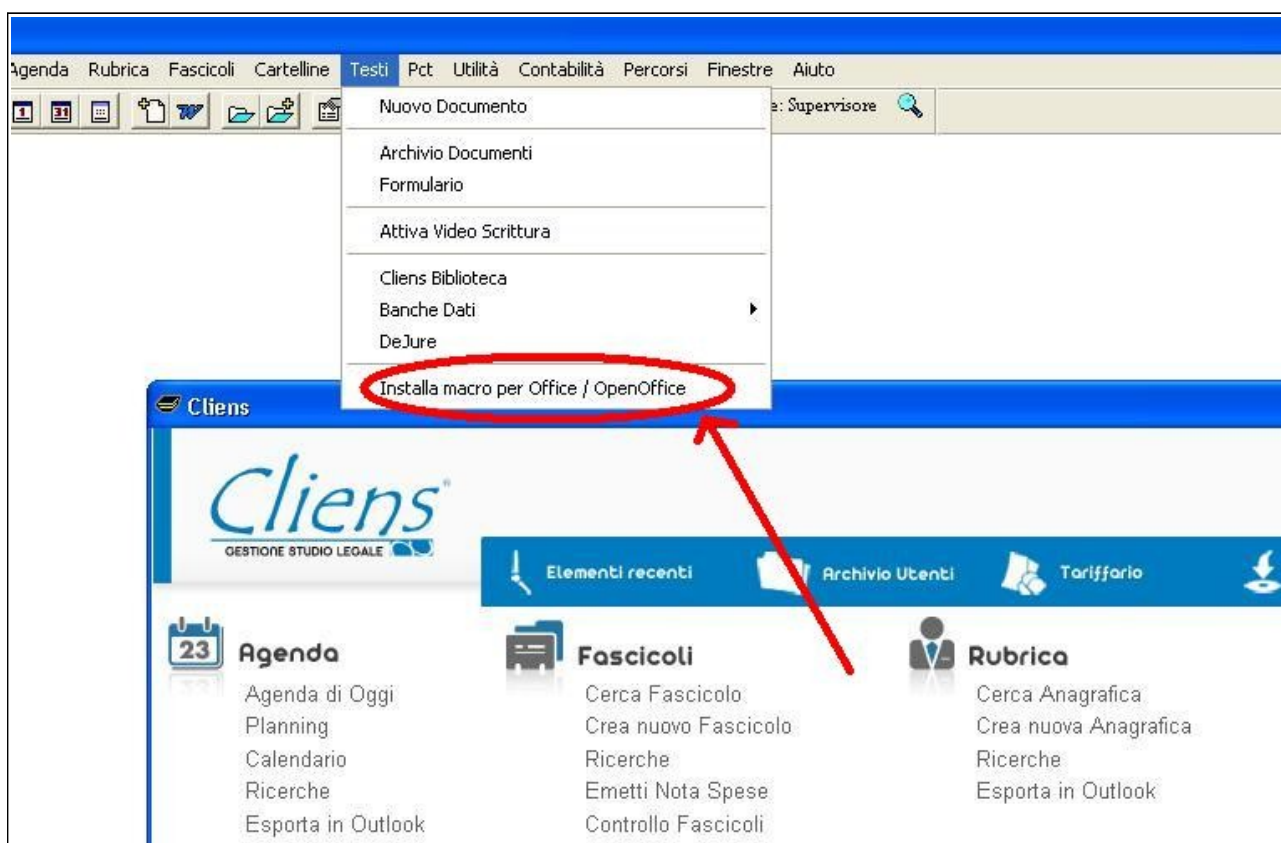 Agenda Rubrica Fascicoli Cartelline Testi Pct Utilità Contabilità Percorsi Finestre Aiuto
1 31 e: Supervisore
Nuovo Documento
Archivio Documenti
Formulario
Attiva Video Scrittura
Cliens Biblioteca
Banche Dati
DeJure
Installa macro per Office / OpenOffice
Cliens
Cliens®
GESTIONE STUDIO LEGALE
Elementi recenti Archivio Utenti Tariffario
23 Agenda
Agenda di Oggi
Planning
Calendario
Ricerche
Esporta in Outlook
Fascicoli
Cerca Fascicolo
Crea nuovo Fascicolo
Ricerche
Emetti Nota Spese
Controllo Fascicoli
Rubrica
Cerca Anagrafica
Crea nuova Anagrafica
Ricerche
Esporta in Outlook